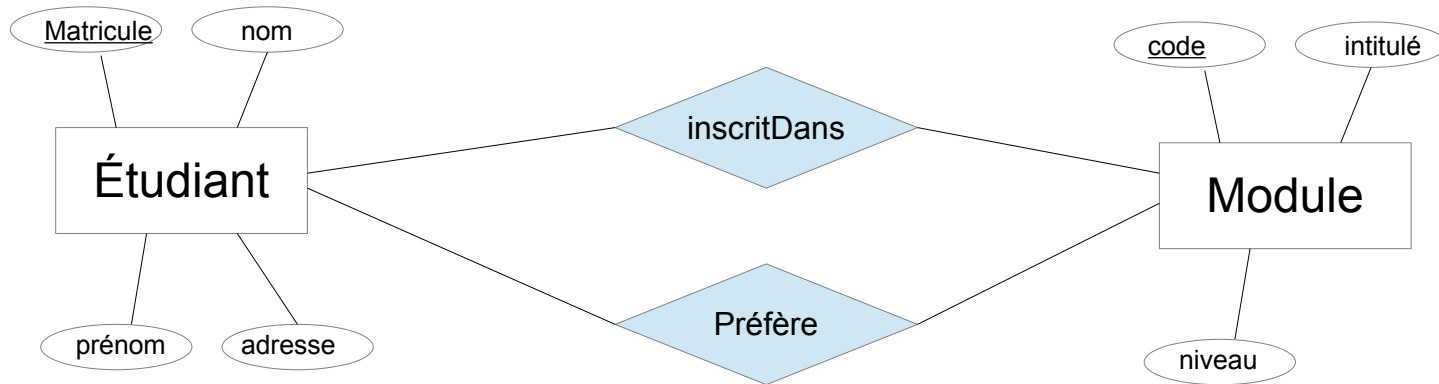 Matricule
nom
code
intitulé
inscritDans
Étudiant
Module
Préfère
prénom
adresse
niveau